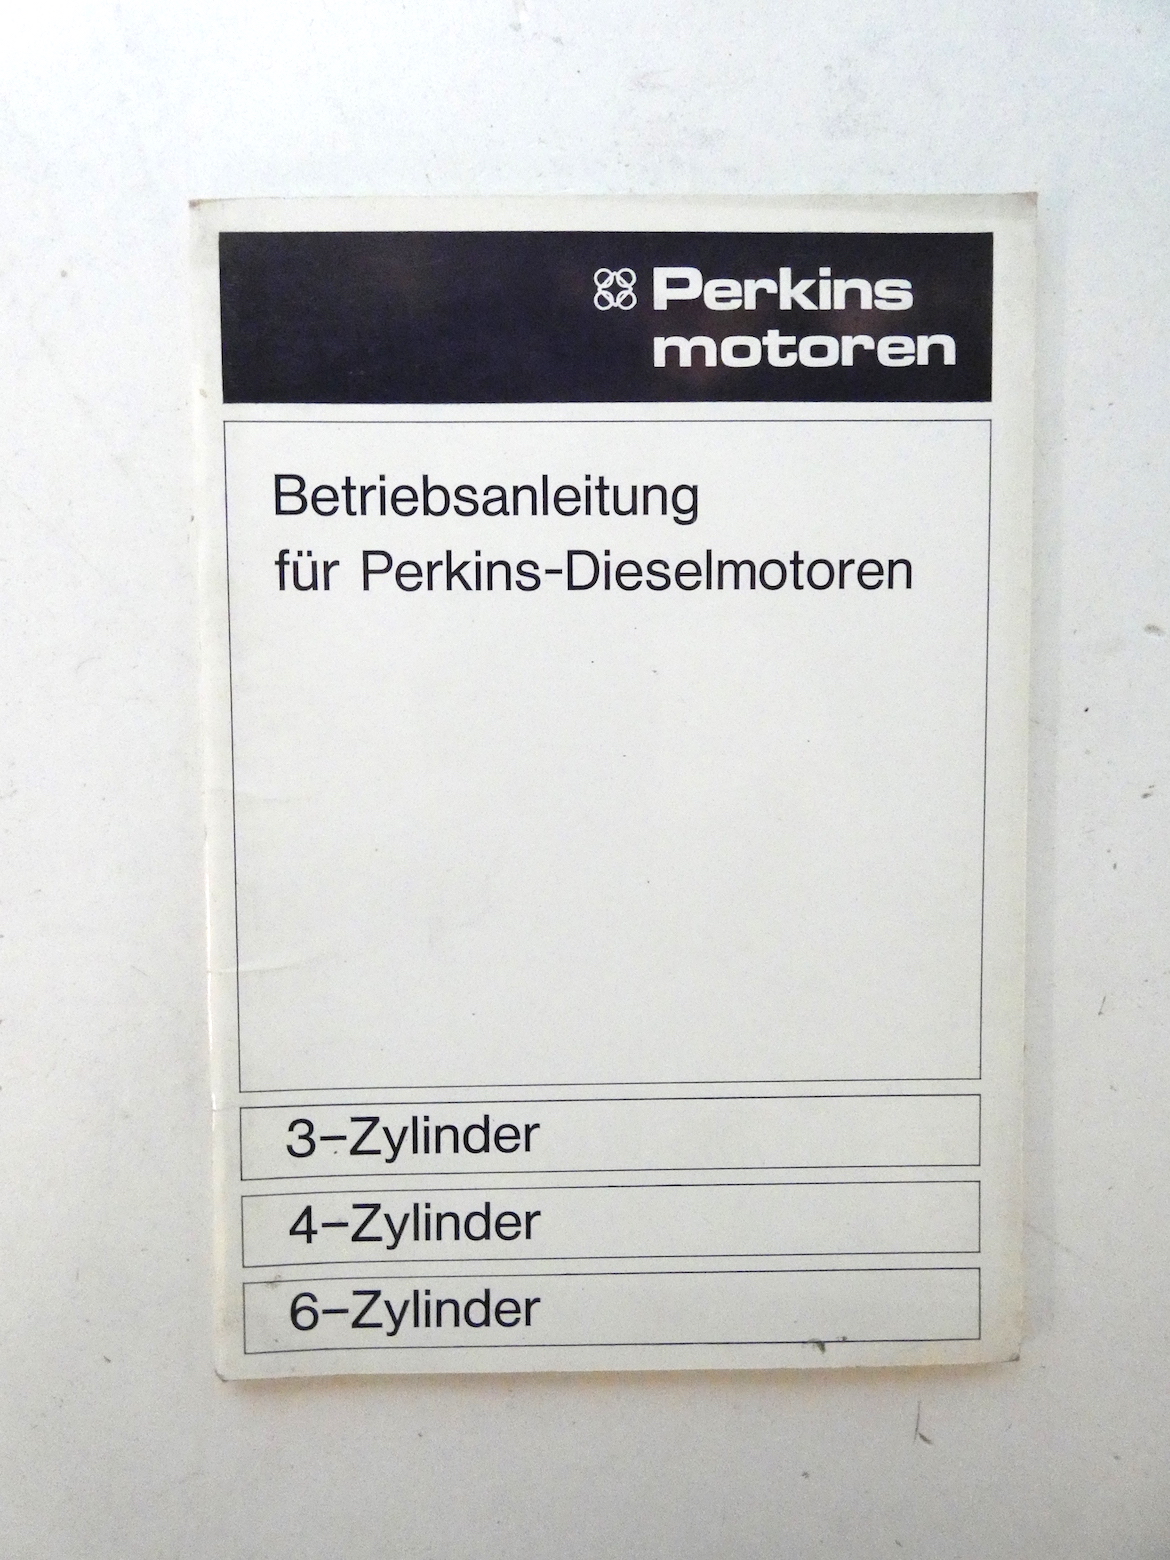 Perkins
motoren
Betriebsanleitung
für Perkins-Dieselmotoren
3-Zylinder
4-Zylinder
6-Zylinder